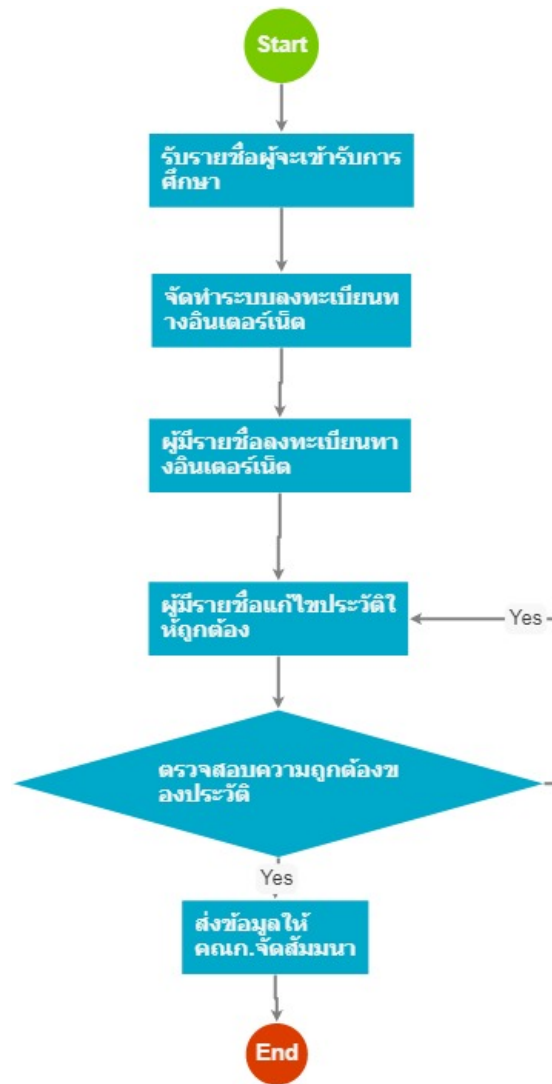 Start
รับรายชื่อผู้จะเข้ารับการ
ศึกษา
จัดทำระบบลงทะเบียนท
างอินเตอร์เน็ต
ผู้มีรายชื่อลงทะเบียนทา
งอินเตอร์เน็ต
ผู้มีรายชื่อแก้ไขประวัติใ
ห้ถูกต้อง
Yes
ตรวจสอบความถูกต้องข
องประวัติ
Yes
ส่งข้อมูลให้
คณก.จัดสัมมนา
End